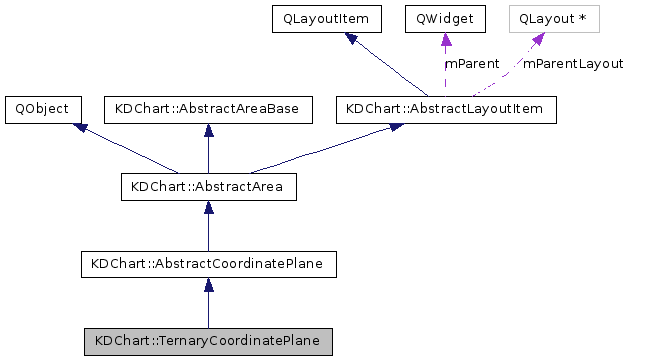 QLayoutItem
QWidget
QLayout *
mParent
mParentLayout
QObject
KDChart::AbstractAreaBase
KDChart::AbstractLayoutItem
KDChart::AbstractArea
KDChart::AbstractCoordinatePlane
KDChart::TernaryCoordinatePlane